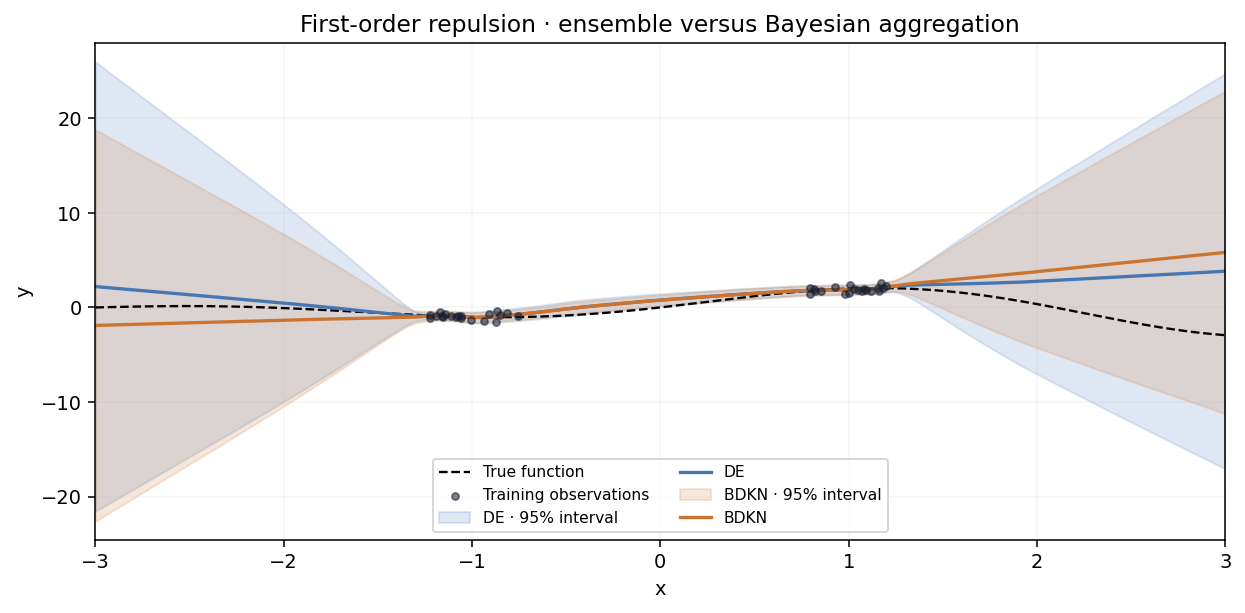 First-order repulsion · ensemble versus Bayesian aggregation
y
20
10
0
−10
−20
True function
Training observations
DE · 95% interval
DE
BDKN · 95% interval
BDKN
−3
−2
−1
0
1
2
3
x